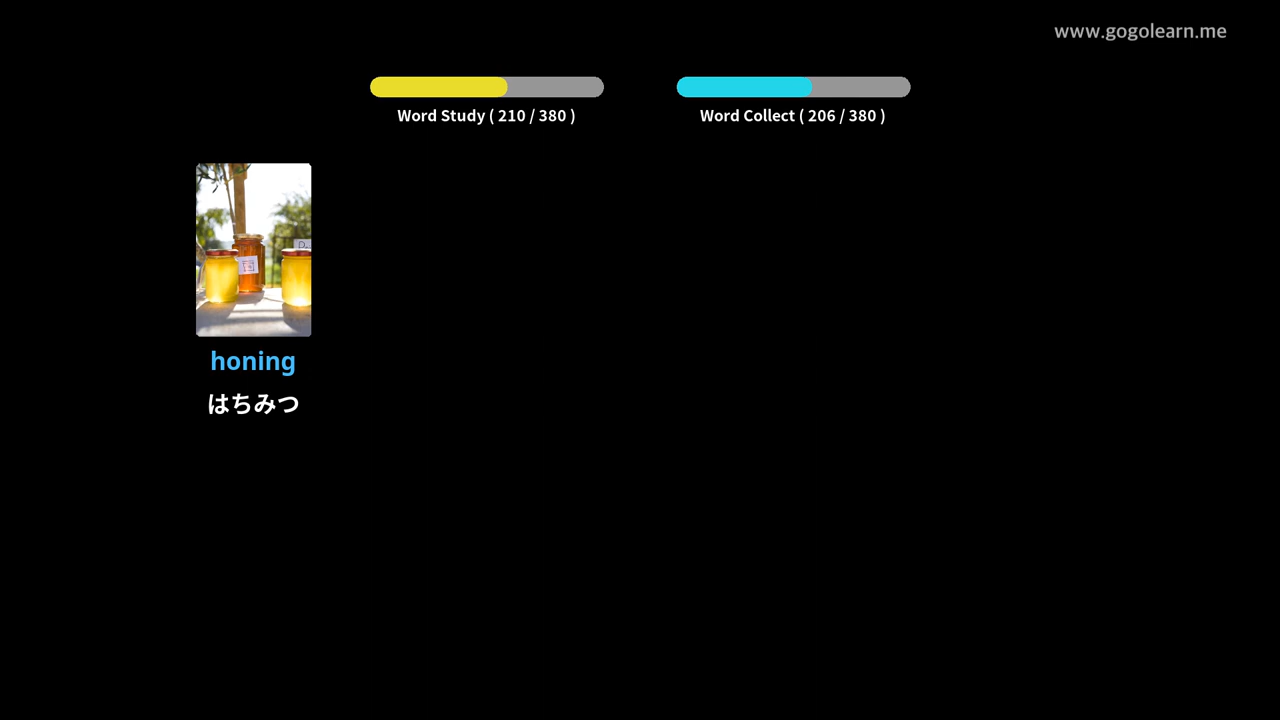 www.gogolearn.me
Word Study ( 210 / 380 )
Word Collect ( 206 / 380 )
D.
honing
はちみつ